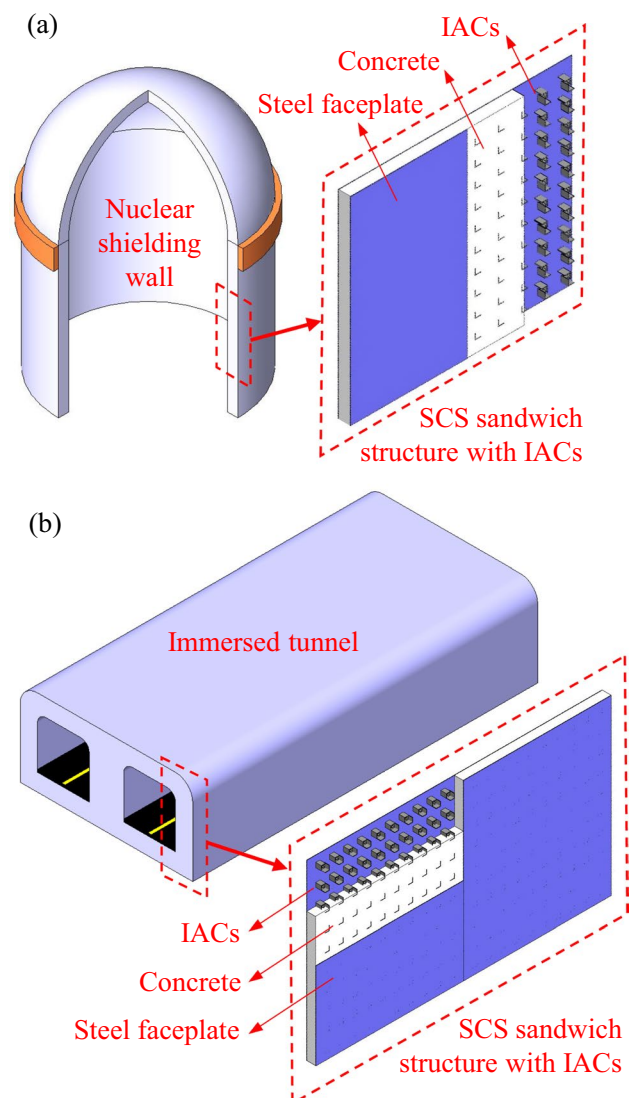 (a)
IACs
Concrete
Steel faceplate
Nuclear
shielding
wall
SCS sandwich
structure with IACs
(b)
Immersed tunnel
IACs
Concrete
Steel faceplate
SCS sandwich
structure with IACs